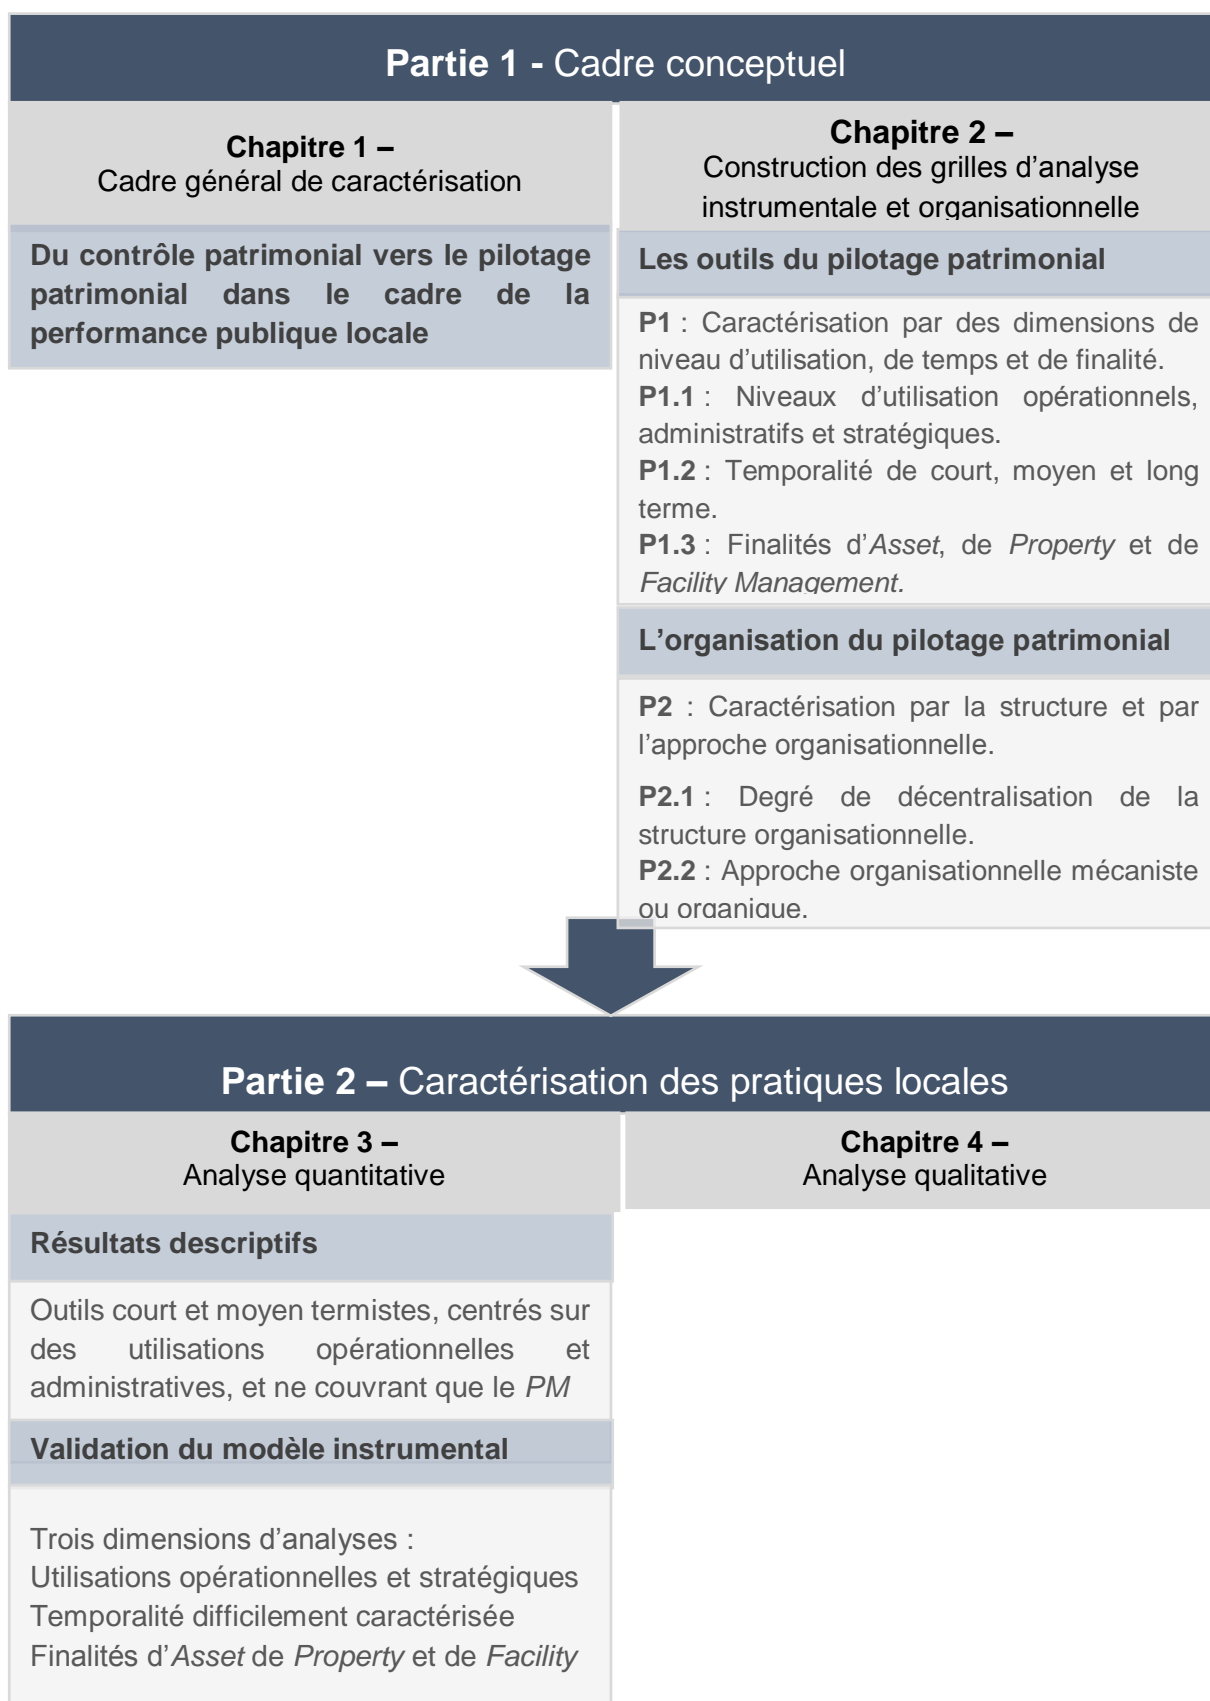 Partie 1 - Cadre conceptuel
Chapitre 1 –
Cadre général de caractérisation
Du contrôle patrimonial vers le pilotage
patrimonial dans le cadre de la
performance publique locale
Chapitre 2 –
Construction des grilles d’analyse
instrumentale et organisationnelle
Les outils du pilotage patrimonial
P1 : Caractérisation par des dimensions de
niveau d’utilisation, de temps et de finalité.
P1.1 : Niveaux d’utilisation opérationnels,
administratifs et stratégiques.
P1.2 : Temporalité de court, moyen et long
terme.
P1.3 : Finalités d’Asset, de Property et de
Facility Management.
L’organisation du pilotage patrimonial
P2 : Caractérisation par la structure et par
l’approche organisationnelle.
P2.1 : Degré de décentralisation de la
structure organisationnelle.
P2.2 : Approche organisationnelle mécaniste
ou organique.
Partie 2 – Caractérisation des pratiques locales
Chapitre 3 –
Analyse quantitative
Chapitre 4 –
Analyse qualitative
Résultats descriptifs
Outils court et moyen termistes, centrés sur
des utilisations opérationnelles et
administratives, et ne couvrant que le PM
Validation du modèle instrumental
Trois dimensions d’analyses :
Utilisations opérationnelles et stratégiques
Temporalité difficilement caractérisée
Finalités d’Asset de Property et de Facility